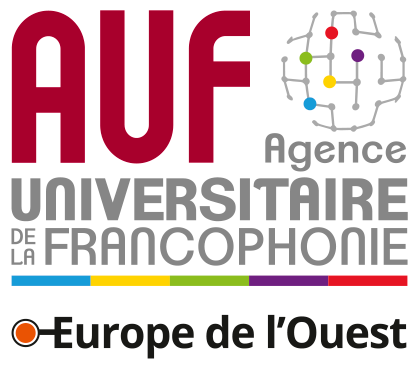 AUF
Agence
UNIVERSITAIRE
DE LA FRANCOPHONIE
Europe de l'Ouest